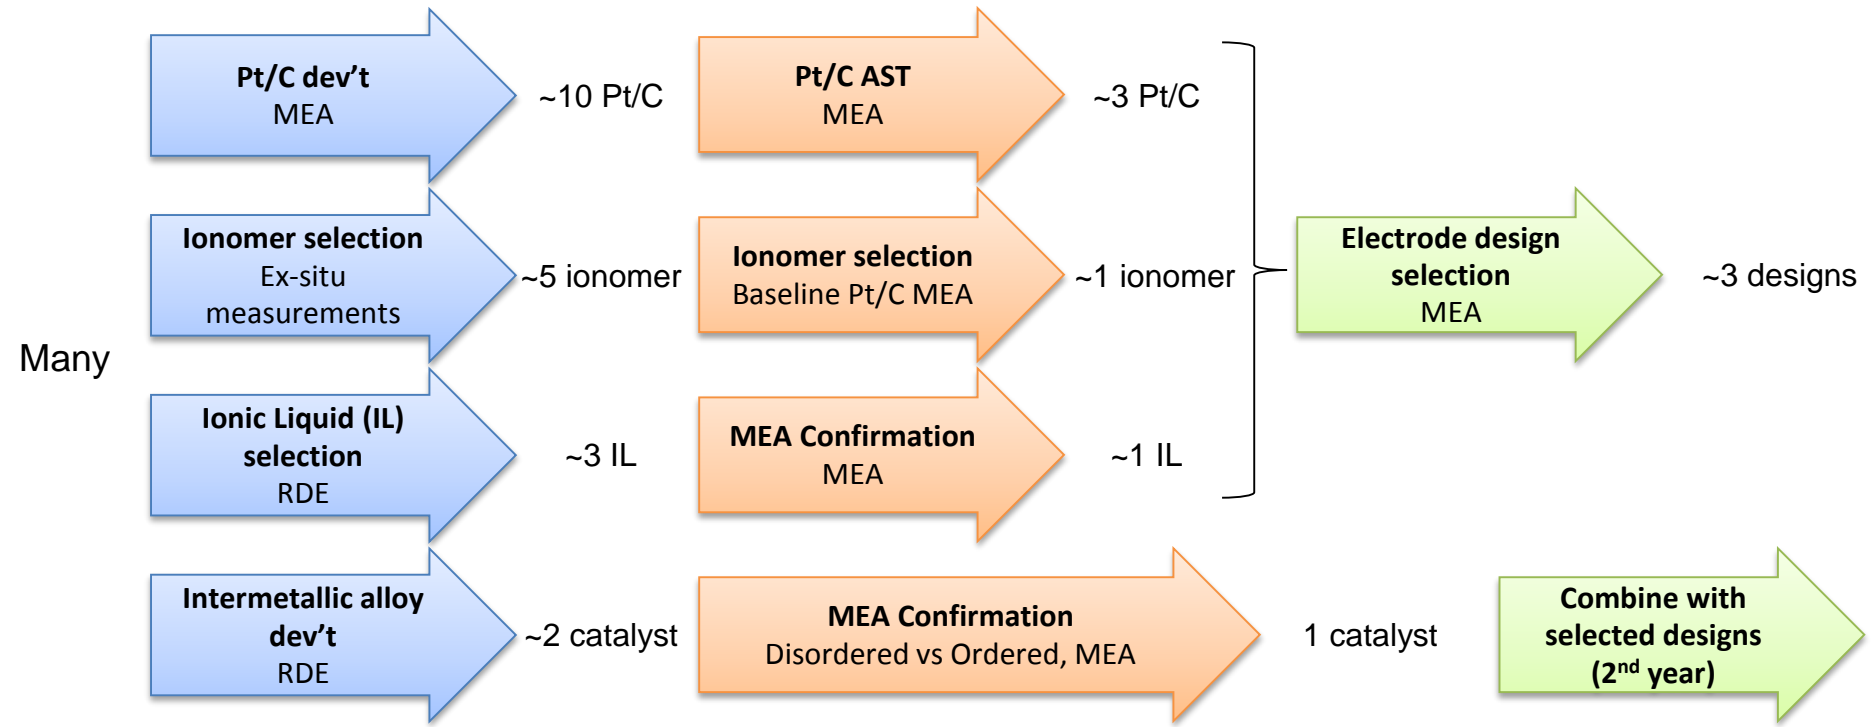 Many
Pt/C dev’t
MEA
~10 Pt/C
Pt/C AST
MEA
~3 Pt/C
Ionomer selection
Ex-situ
measurements
~5 ionomer
Ionomer selection
Baseline Pt/C MEA
~1 ionomer
Ionic Liquid (IL)
selection
RDE
~3 IL
MEA Confirmation
MEA
~1 IL
Electrode design
selection
MEA
~3 designs
Intermetallic alloy
dev’t
RDE
~2 catalyst
MEA Confirmation
Disordered vs Ordered, MEA
1 catalyst
Combine with
selected designs
(2nd year)